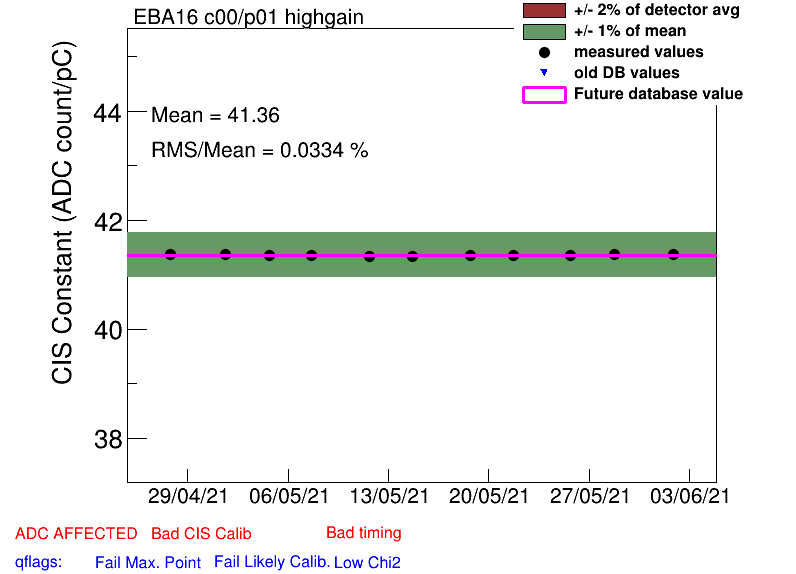 EBA16 c00/p01 highgain
+/- 2% of detector avg
+/- 1% of mean
measured values
old DB values
Future database value
Mean = 41.36
RMS/Mean = 0.0334 %
CIS Constant (ADC count/pC)
44
42
40
38
29/04/21 06/05/21 13/05/21 20/05/21 27/05/21 03/06/21
ADC AFFECTED Bad CIS Calib Bad timing
qflags: Fail Max. Point Fail Likely Calib. Low Chi2